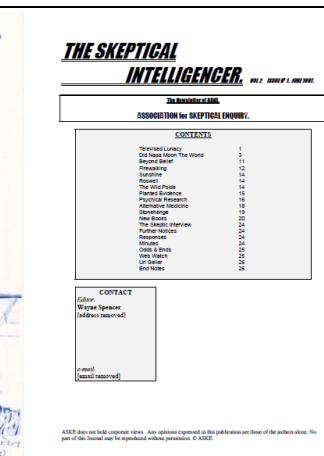 THE SKEPTICAL
INTELLIGENCER.
VOL 2 ISSUE Nº 1, JUNE 1997.
The Newsletter of ASKE.
ASSOCIATION for SKEPTICAL ENQUIRY.
CONTENTS
Televised Lunacy 1
Did Nasa Moon The World 3
Beyond Belief 11
Firewalking 12
Sunshine 14
Roswell 14
The Wild Pside 14
Planted Evidence 15
Psychical Research 16
Alternative Medicine 18
Stonehenge 19
New Books 20
The Skeptic Interview 24
Further Notices 24
Responses 24
Minutes 24
Odds & Ends 25
Web Watch 25
Uri Geller 26
End Notes 26
CONTACT
Editor.
Wayne Spencer
[address removed]
e-mail.
[email removed]
ASKE does not hold corporate views. Any opinions expressed in this publication are those of the authors alone. No
part of this Journal may be reproduced without permission. © ASKE.